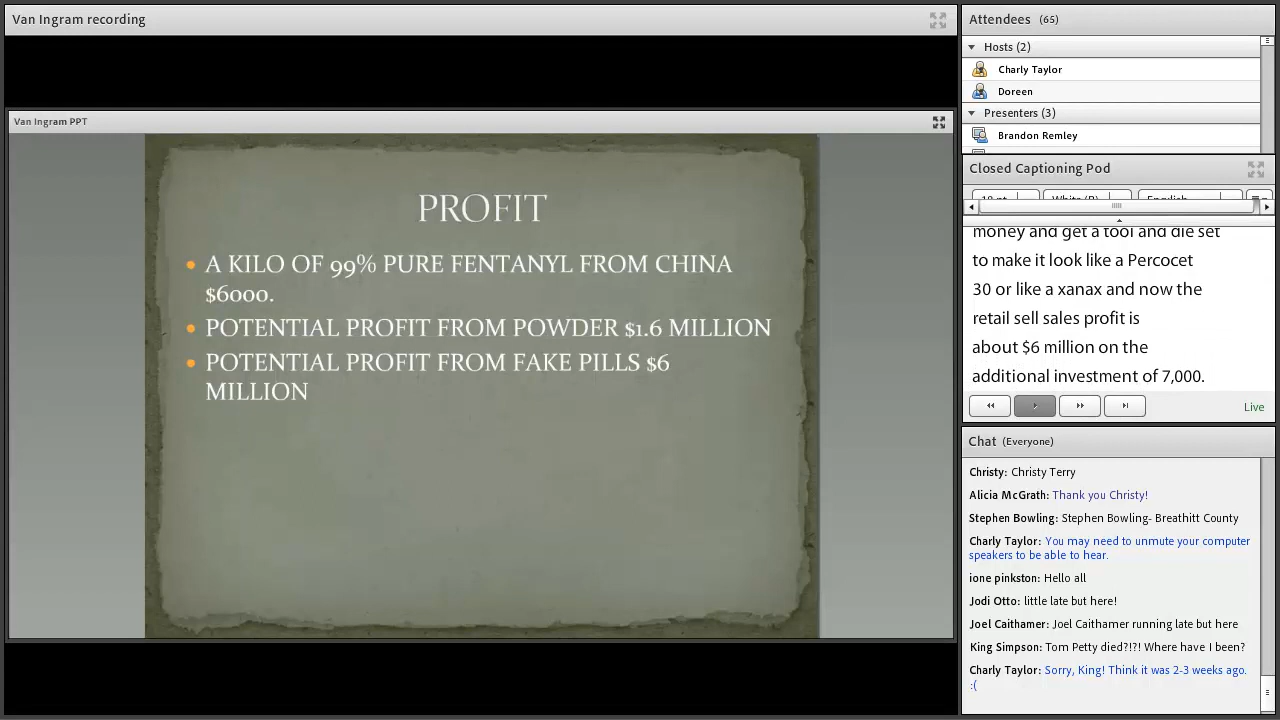 Van Ingram recording
Van Ingram PPT
PROFIT
• A KILO OF 99% PURE FENTANYL FROM CHINA
$6000.
• POTENTIAL PROFIT FROM POWDER $1.6 MILLION
• POTENTIAL PROFIT FROM FAKE PILLS $6
MILLION
Attendees (65)
Hosts (2)
Charly Taylor
Doreen
Presenters (3)
Brandon Remley
Closed Captioning Pod
English
money and get a tool and die set
to make it look like a Percocet
30 or like a xanax and now the
retail sell sales profit is
about $6 million on the
additional investment of 7,000.
Live
Chat (Everyone)
Christy: Christy Terry
Alicia McGrath: Thank you Christy!
Stephen Bowling: Stephen Bowling- Breathitt County
Charly Taylor: You may need to unmute your computer
speakers to be able to hear.
ione pinkston: Hello all
Jodi Otto: little late but here!
Joel Caithamer: Joel Caithamer running late but here
King Simpson: Tom Petty died?!?! Where have I been?
Charly Taylor: Sorry, King! Think it was 2-3 weeks ago.
:(